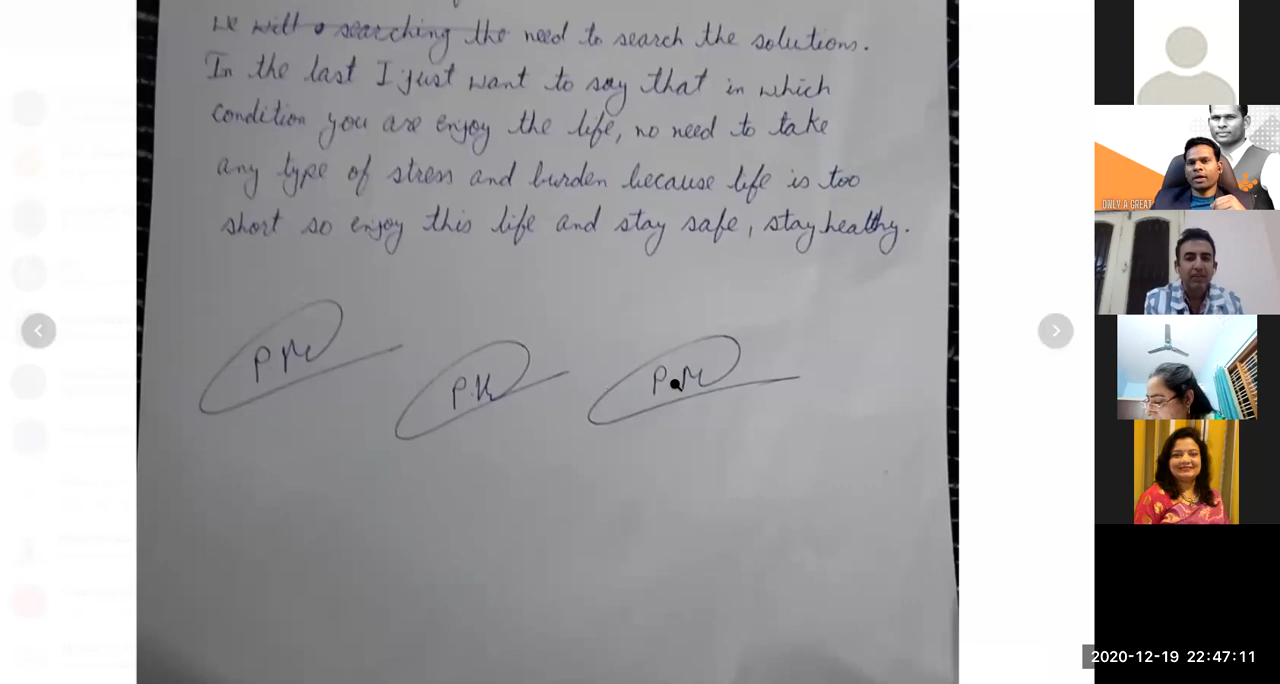 we will searching the need to search the solutions.
In the last I just want to say that in which
condition you are enjoy the life, no need to take
any type of stress and burden because life is too
short so enjoy this life and stay safe, stay healthy.
ONLY A GREAT
2020-12-19 22:47:11